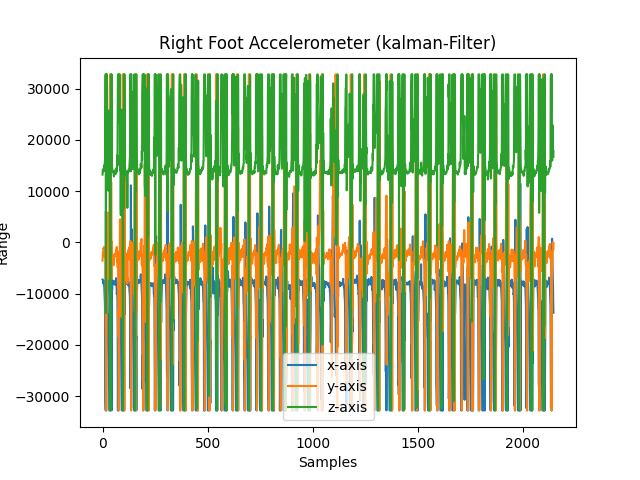 Right Foot Accelerometer (kalman-Filter)
30000
20000
10000
0
−10000
−20000
−30000
Range
x-axis
y-axis
z-axis
0
500
1000
1500
2000
Samples